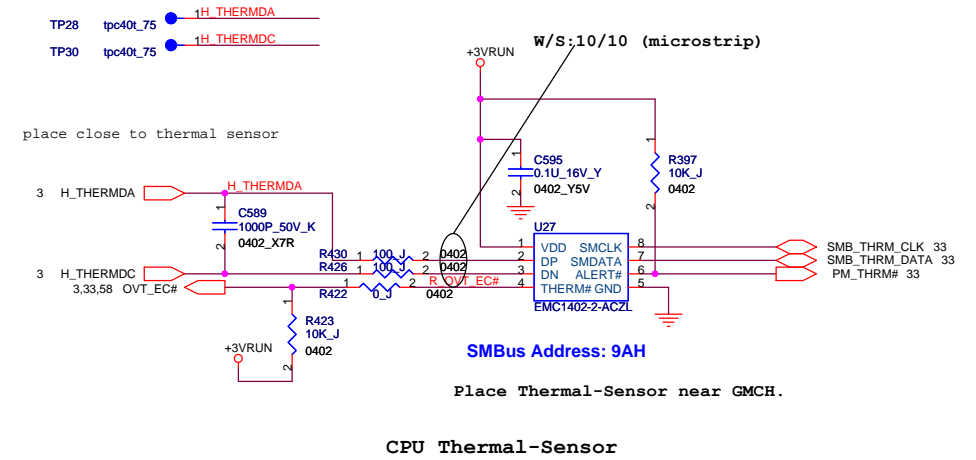 TP28 tpc40t_75 1 H_THERMDA
TP30 tpc40t_75 1 H_THERMDC
W/S:10/10 (microstrip)
+3VRUN
place close to thermal sensor
1
C595
0.1U_16V_Y
2
0402_Y5V
1
R397
10K_J
0402
2
3 H_THERMDA
H_THERMDA
1
C589
1000P_50V_K
2
0402_X7R
U27
R430 1 100_J 2 0402
R426 1 100_J 2 0402
3 H_THERMDC
3,33,58 OVT_EC#
R422 1 0_J 2 0402
R_OVT_EC#
1 VDD SMCLK 8
2 DP SMDATA 7
3 DN ALERT# 6
4 THERM# GND 5
EMC1402-2-ACZL
SMB_THRM_CLK 33
SMB_THRM_DATA 33
PM_THRM# 33
1
R423
10K_J
0402
2
+3VRUN
SMBus Address: 9AH
Place Thermal-Sensor near GMCH.
CPU Thermal-Sensor